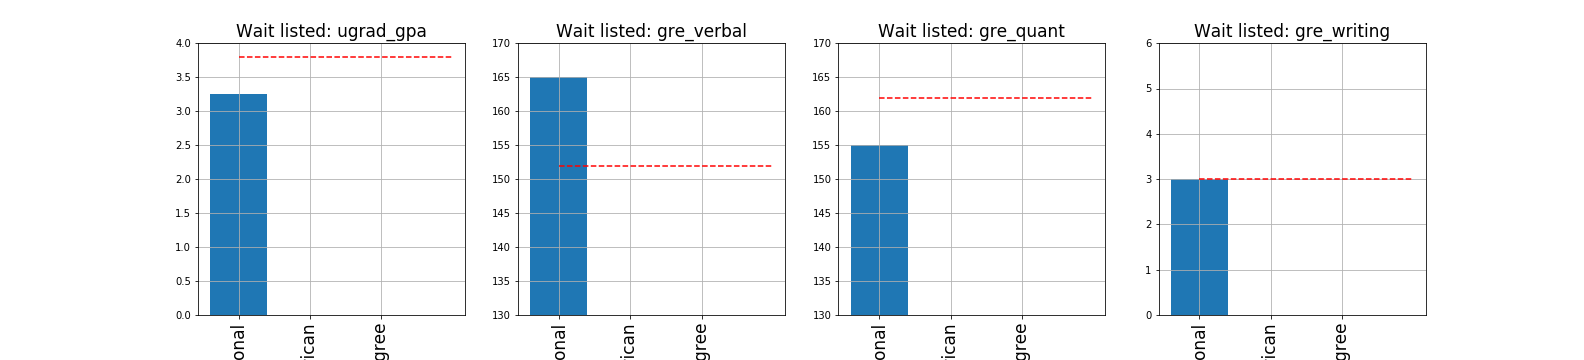 Wait listed: ugrad_gpa
4.0
3.5
3.0
2.5
2.0
1.5
1.0
0.5
0.0
Wait listed: gre_verbal
170
165
160
155
150
145
140
135
130
Wait listed: gre_quant
170
165
160
155
150
145
140
135
130
Wait listed: gre_writing
6
5
4
3
2
1
0
onal
ican
gree
onal
ican
gree
onal
ican
gree
onal
ican
gree